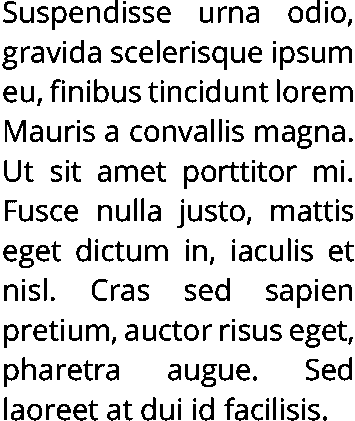 Suspendisse urna odio,
gravida scelerisque ipsum
eu, finibus tincidunt lorem
Mauris a convallis magna.
Ut sit amet porttitor mi.
Fusce nulla justo, mattis
eget dictum in, iaculis et
nisl. Cras sed sapien
pretium, auctor risus eget,
pharetra augue. Sed
laoreet at dui id facilisis.